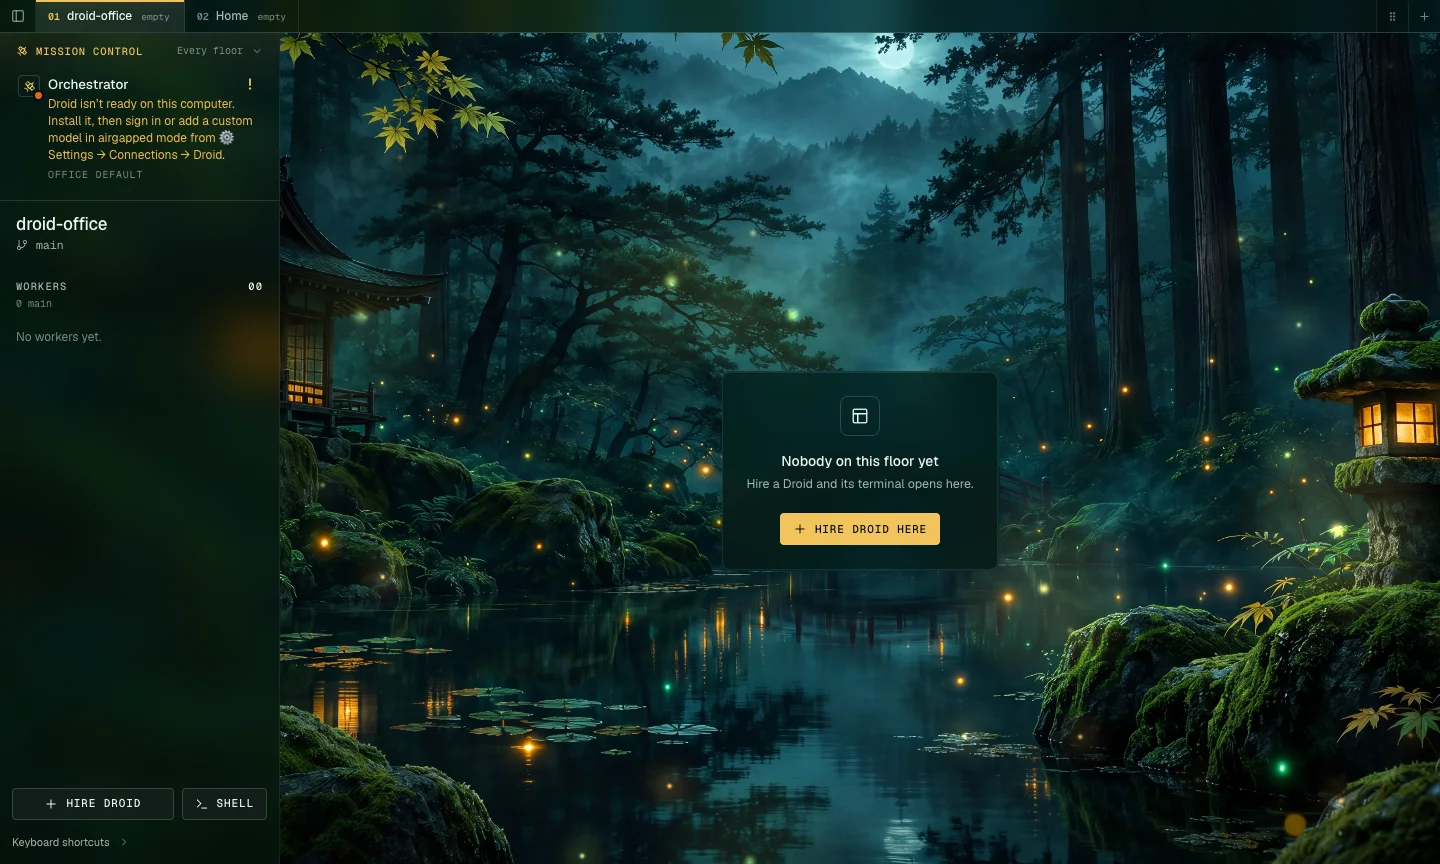 01 droid-office empty
02 Home empty
MISSION CONTROL
Every floor
Orchestrator
!
Droid isn't ready on this computer.
Install it, then sign in or add a custom
model in airgapped mode from ⚙️
Settings → Connections → Droid.
OFFICE DEFAULT
droid-office
main
WORKERS 00
0 main
No workers yet.
Nobody on this floor yet
Hire a Droid and its terminal opens here.
+ HIRE DROID HERE
+ HIRE DROID
SHELL
Keyboard shortcuts